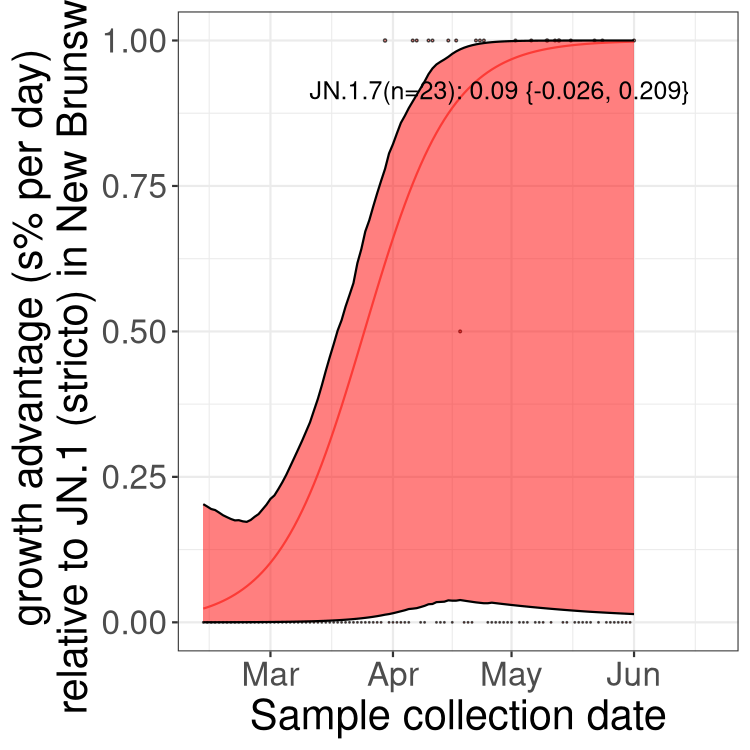 growth advantage (s% per day)
relative to JN.1 (stricto) in New Brunsw
1.00
0.75
0.50
0.25
0.00
JN.1.7(n=23): 0.09 {-0.026, 0.209}
Mar Apr May Jun
Sample collection date